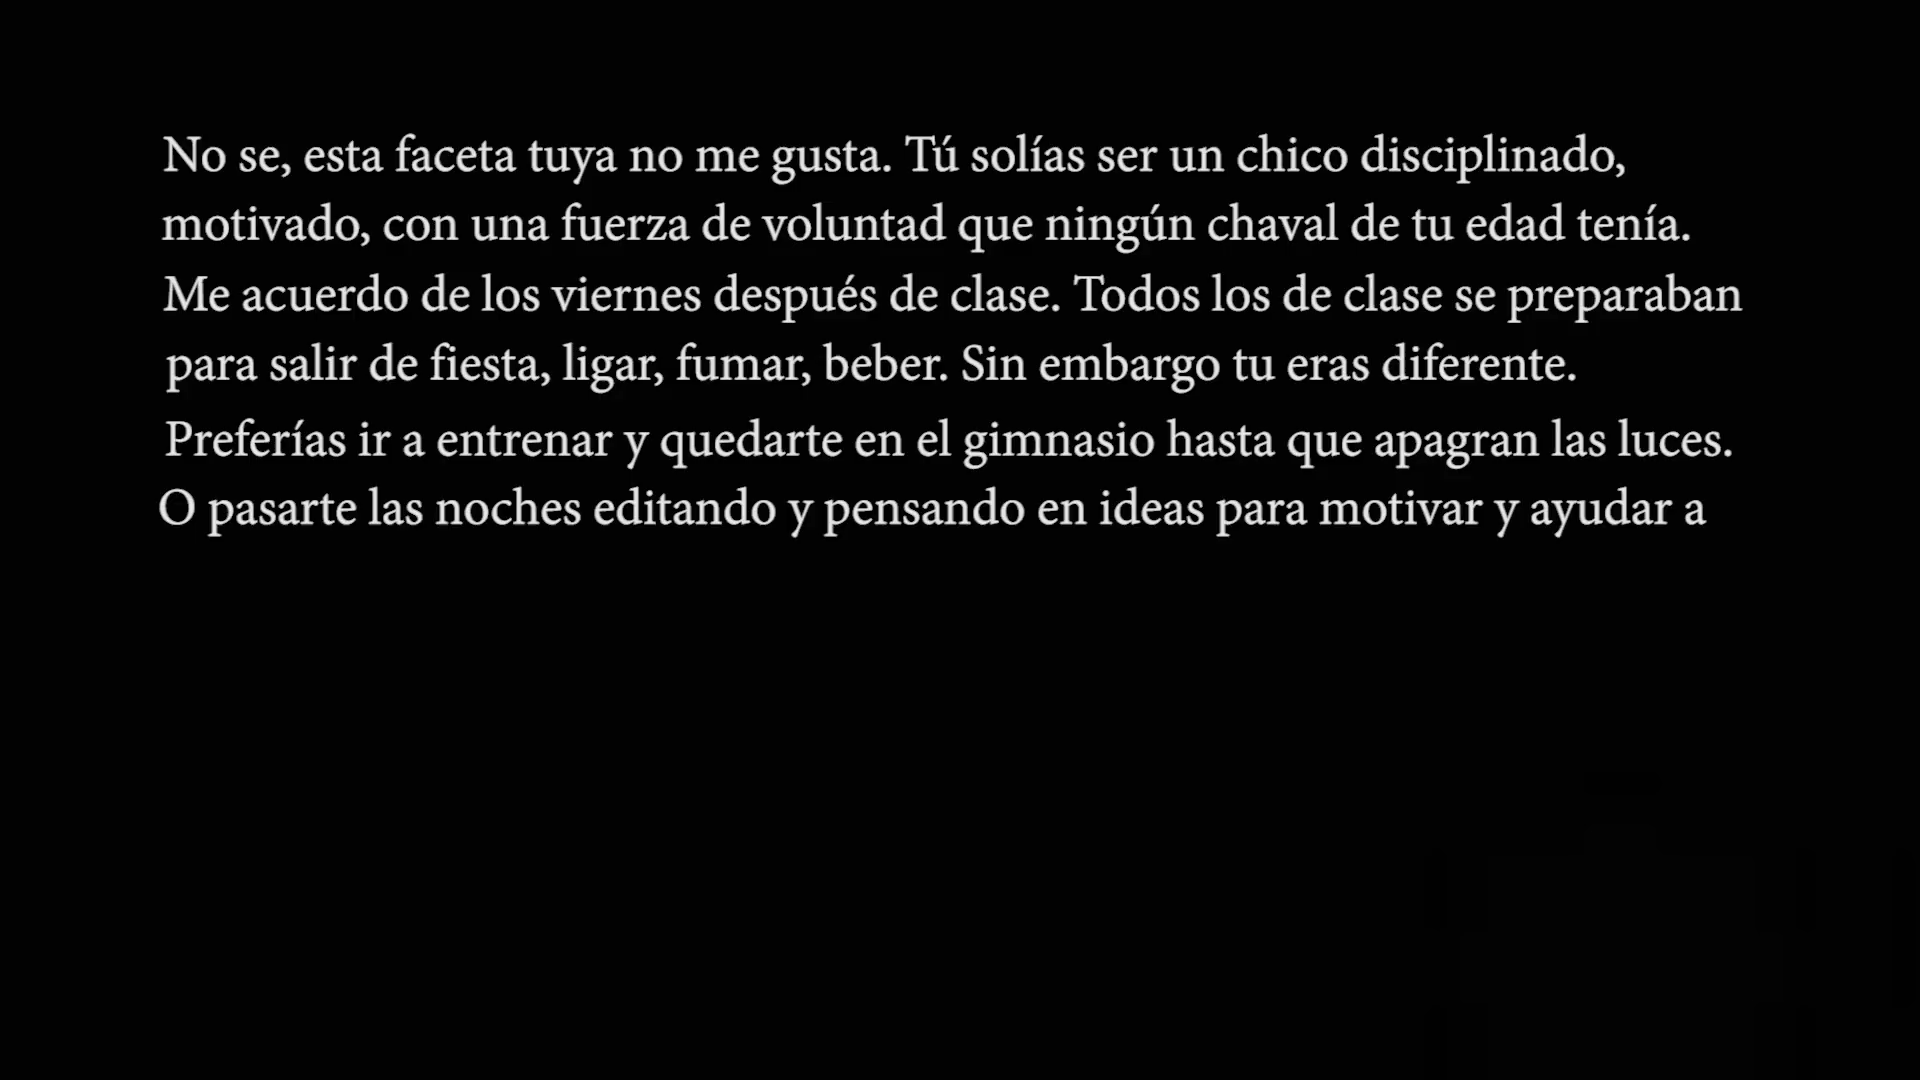 No se, esta faceta tuya no me gusta. Tú solías ser un chico disciplinado,
motivado, con una fuerza de voluntad que ningún chaval de tu edad tenía.
Me acuerdo de los viernes después de clase. Todos los de clase se preparaban
para salir de fiesta, ligar, fumar, beber. Sin embargo tu eras diferente.
Preferías ir a entrenar y quedarte en el gimnasio hasta que apagran las luces.
O pasarte las noches editando y pensando en ideas para motivar y ayudar a